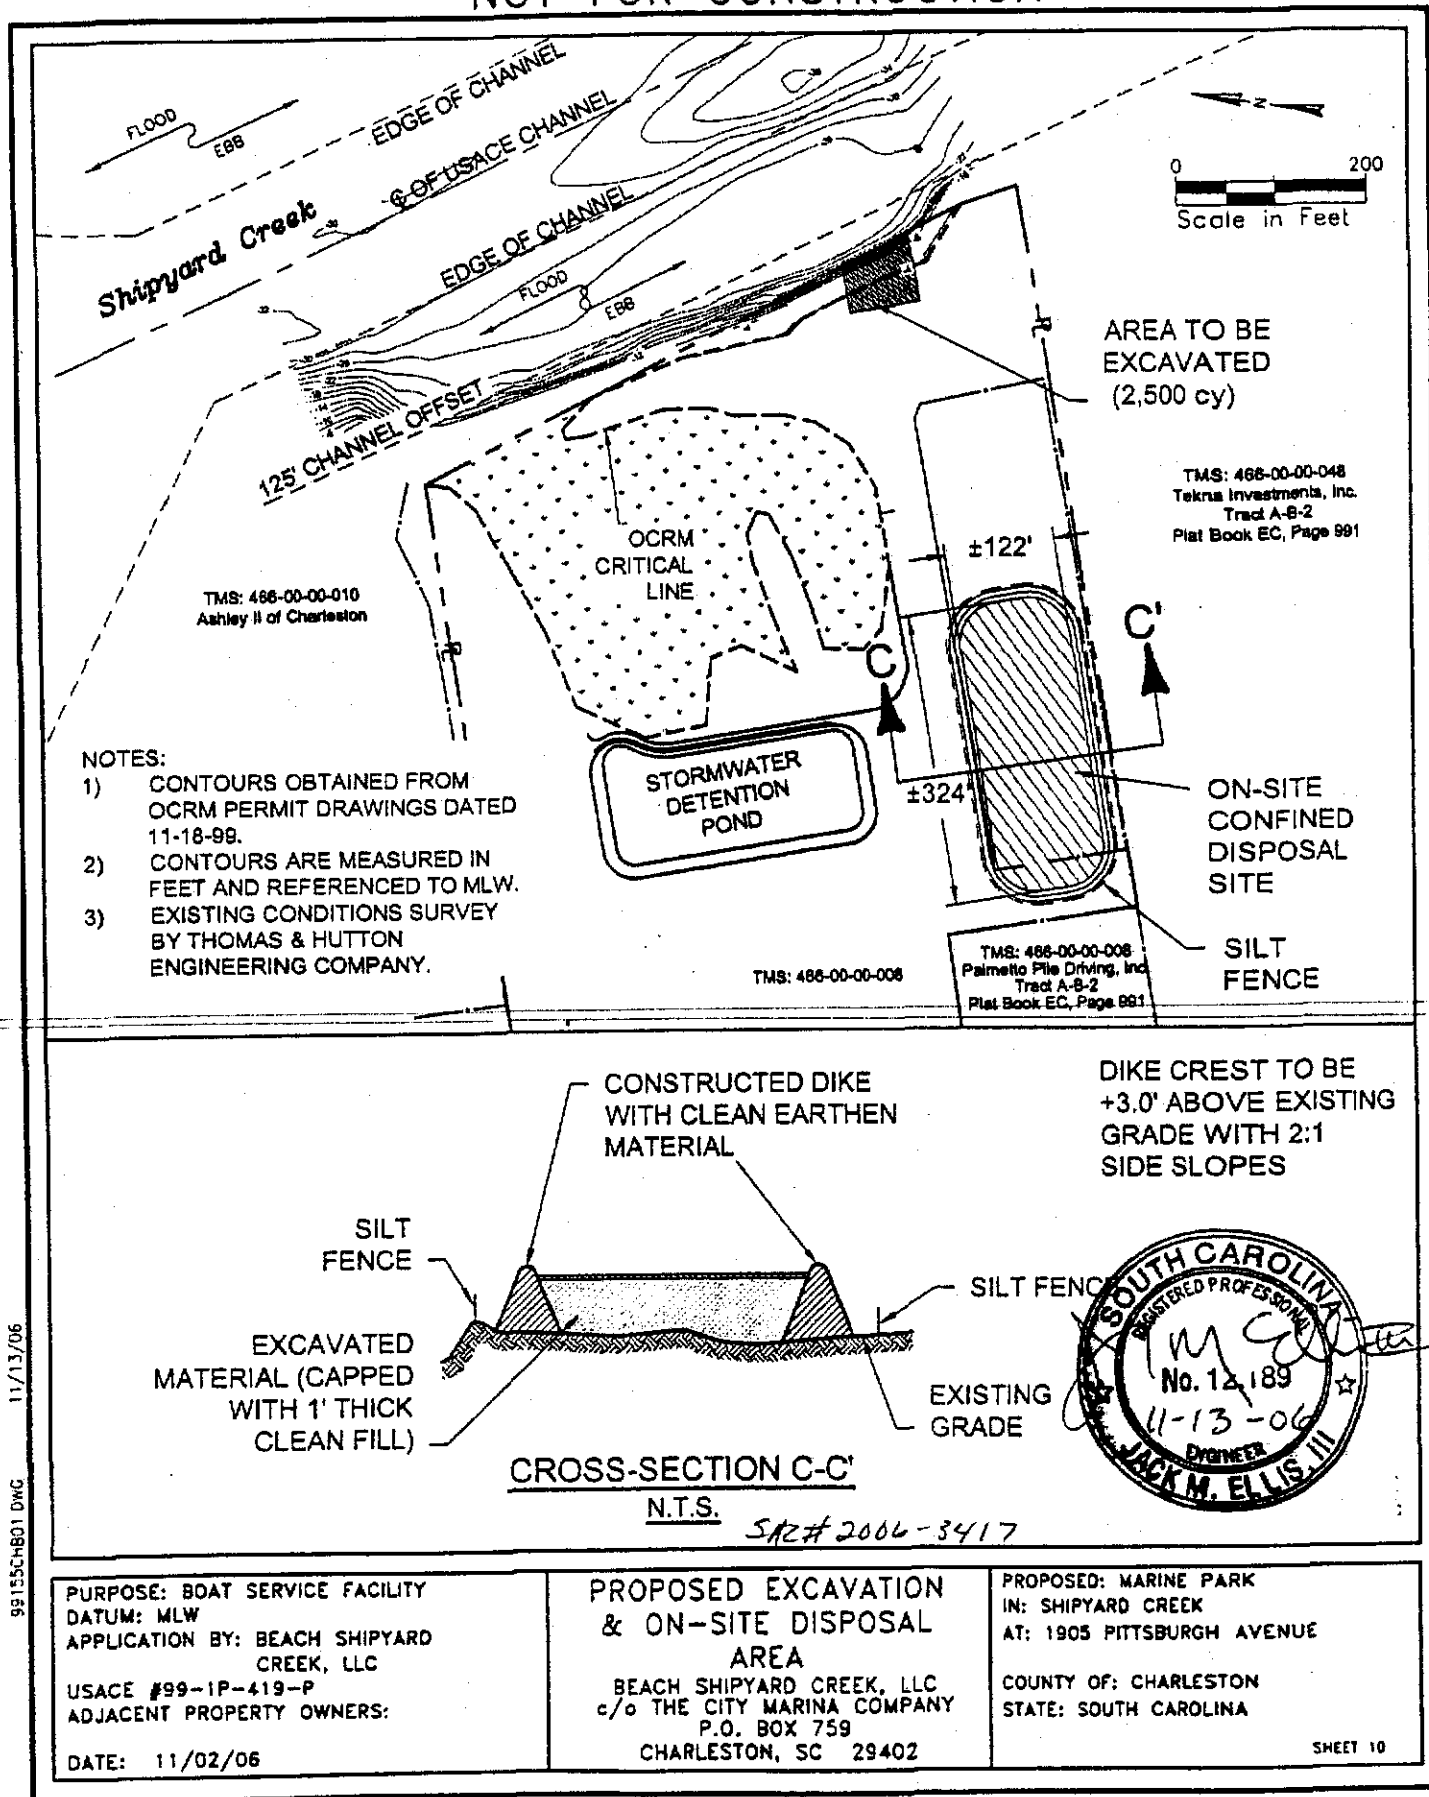 NOT FOR CONSTRUCTION
FLOOD
EBB
EDGE OF CHANNEL
℄ OF USACE CHANNEL
Shipyard Creek
EDGE OF CHANNEL
FLOOD
EBB
125' CHANNEL OFFSET
N
0 200
Scale in Feet
AREA TO BE
EXCAVATED
(2,500 cy)
TMS: 466-00-00-048
Tekna Investments, Inc.
Tract A-B-2
Plat Book EC, Page 991
OCRM
CRITICAL
LINE
±122'
TMS: 466-00-00-010
Ashley II of Charleston
C
C'
±324'
STORMWATER
DETENTION
POND
ON-SITE
CONFINED
DISPOSAL
SITE
SILT
FENCE
NOTES:
1) CONTOURS OBTAINED FROM
OCRM PERMIT DRAWINGS DATED
11-18-99.
2) CONTOURS ARE MEASURED IN
FEET AND REFERENCED TO MLW.
3) EXISTING CONDITIONS SURVEY
BY THOMAS & HUTTON
ENGINEERING COMPANY.
TMS: 466-00-00-008
TMS: 466-00-00-008
Palmetto Pile Driving, Inc
Tract A-B-2
Plat Book EC, Page 991
CONSTRUCTED DIKE
WITH CLEAN EARTHEN
MATERIAL
DIKE CREST TO BE
+3.0' ABOVE EXISTING
GRADE WITH 2:1
SIDE SLOPES
SILT
FENCE
SILT FENCE
EXCAVATED
MATERIAL (CAPPED
WITH 1' THICK
CLEAN FILL)
EXISTING
GRADE
SOUTH CAROLINA
REGISTERED PROFESSIONAL
No. 12189
11-13-06
ENGINEER
JACK M. ELLIS, III
CROSS-SECTION C-C'
N.T.S.
SAC# 2006-3417
99155CHB01 DWG 11/13/06
PURPOSE: BOAT SERVICE FACILITY
DATUM: MLW
APPLICATION BY: BEACH SHIPYARD
CREEK, LLC
USACE #99-1P-419-P
ADJACENT PROPERTY OWNERS:
DATE: 11/02/06
PROPOSED EXCAVATION
& ON-SITE DISPOSAL
AREA
BEACH SHIPYARD CREEK, LLC
c/o THE CITY MARINA COMPANY
P.O. BOX 759
CHARLESTON, SC 29402
PROPOSED: MARINE PARK
IN: SHIPYARD CREEK
AT: 1905 PITTSBURGH AVENUE
COUNTY OF: CHARLESTON
STATE: SOUTH CAROLINA
SHEET 10